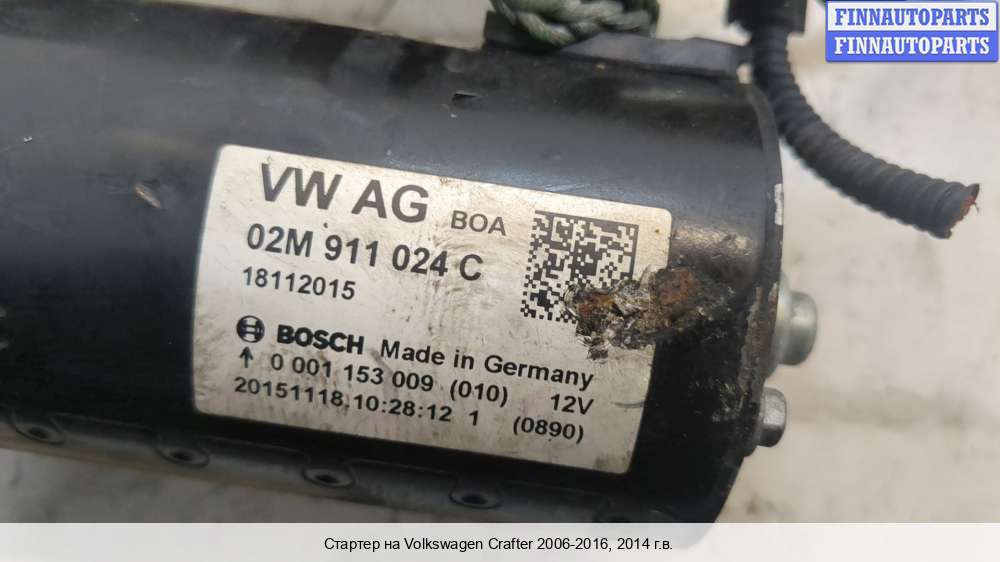 FINNAUTOPARTS
FINNAUTOPARTS
VW AG BOA
02M 911 024 C
18112015
BOSCH Made in Germany
↑ 0 001 153 009 (010) 12V
20151118.10:28:12 1 (0890)
Стартер на Volkswagen Crafter 2006-2016, 2014 г.в.